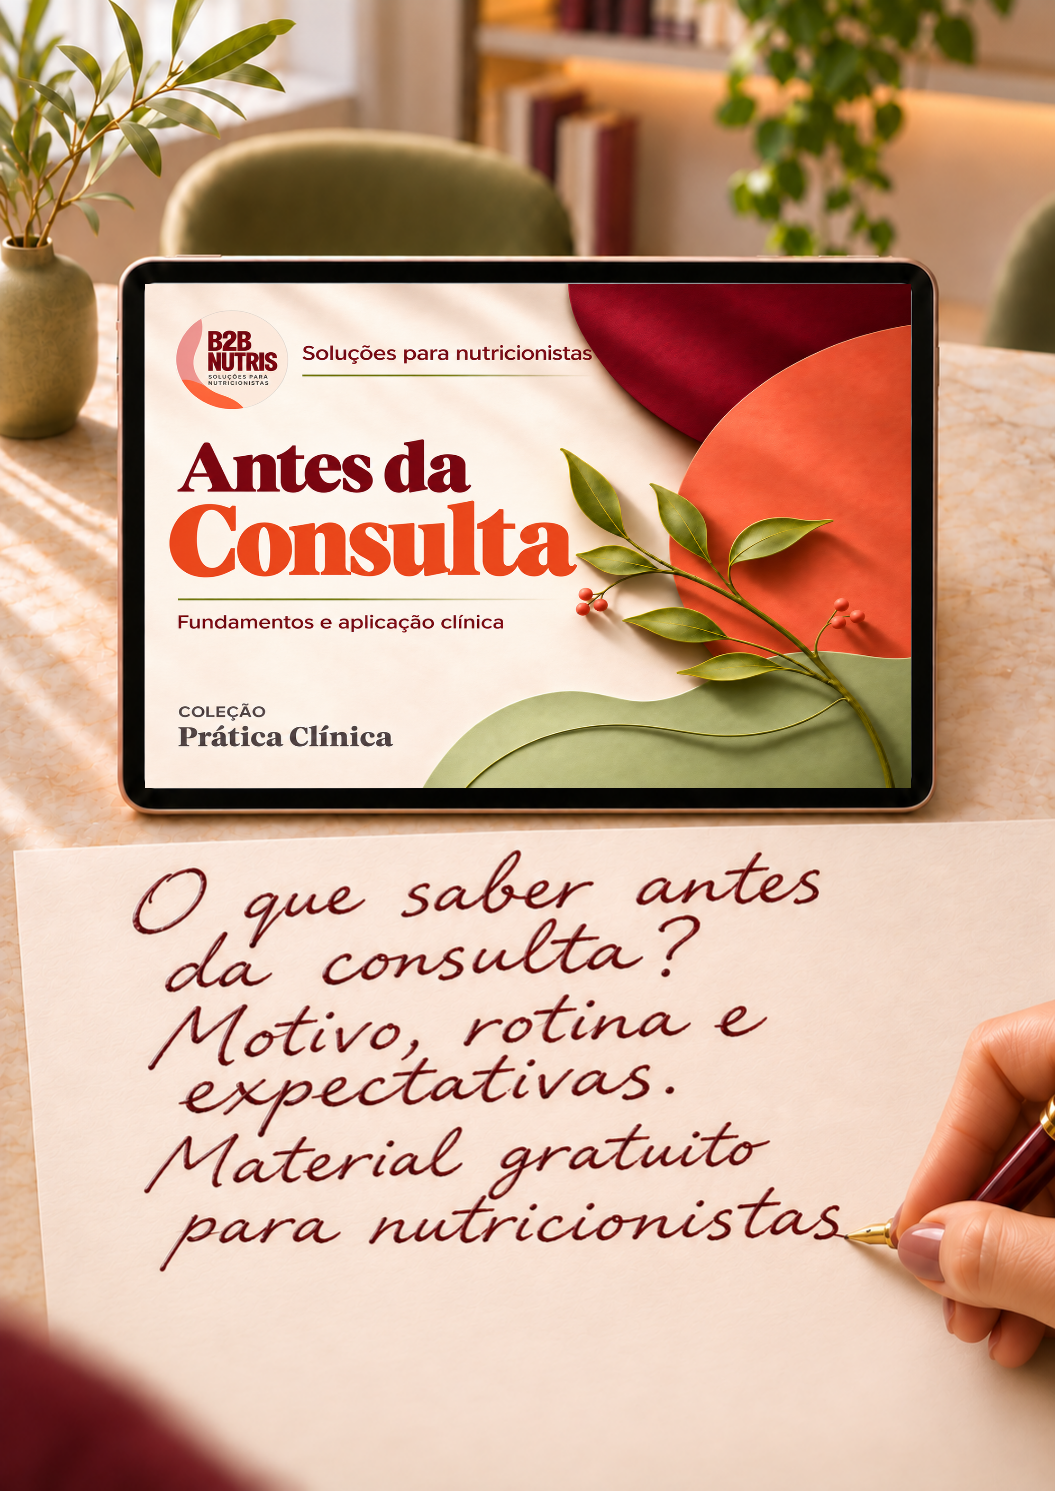 B2B
NUTRIS
SOLUÇÕES PARA
NUTRICIONISTAS
Soluções para nutricionistas
Antes da
Consulta
Fundamentos e aplicação clínica
COLEÇÃO
Prática Clínica
O que saber antes
da consulta?
Motivo, rotina e
expectativas.
Material gratuito
para nutricionistas